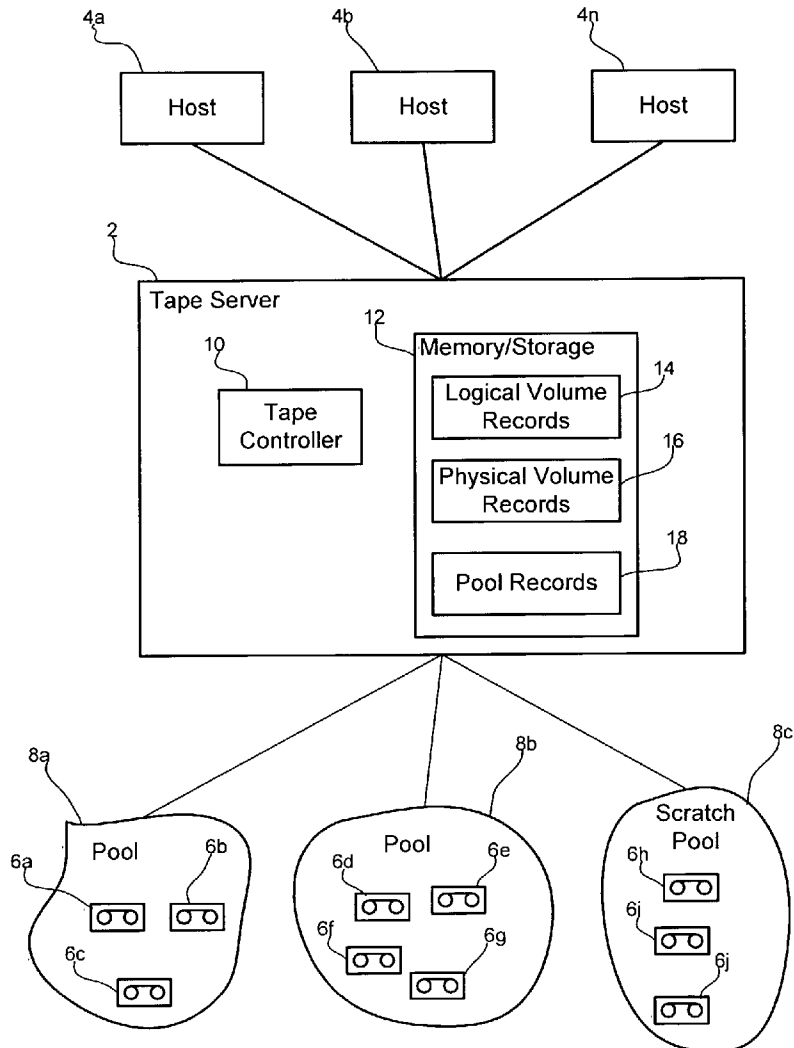 4a
4b
4n
Host
Host
Host
2
Tape Server
10
Tape
Controller
12
Memory/Storage
Logical Volume
Records
14
Physical Volume
Records
16
Pool Records
18
8a
8b
8c
Pool
Pool
Scratch
Pool
6a
6b
6c
6d
6e
6f
6g
6h
6i
6j